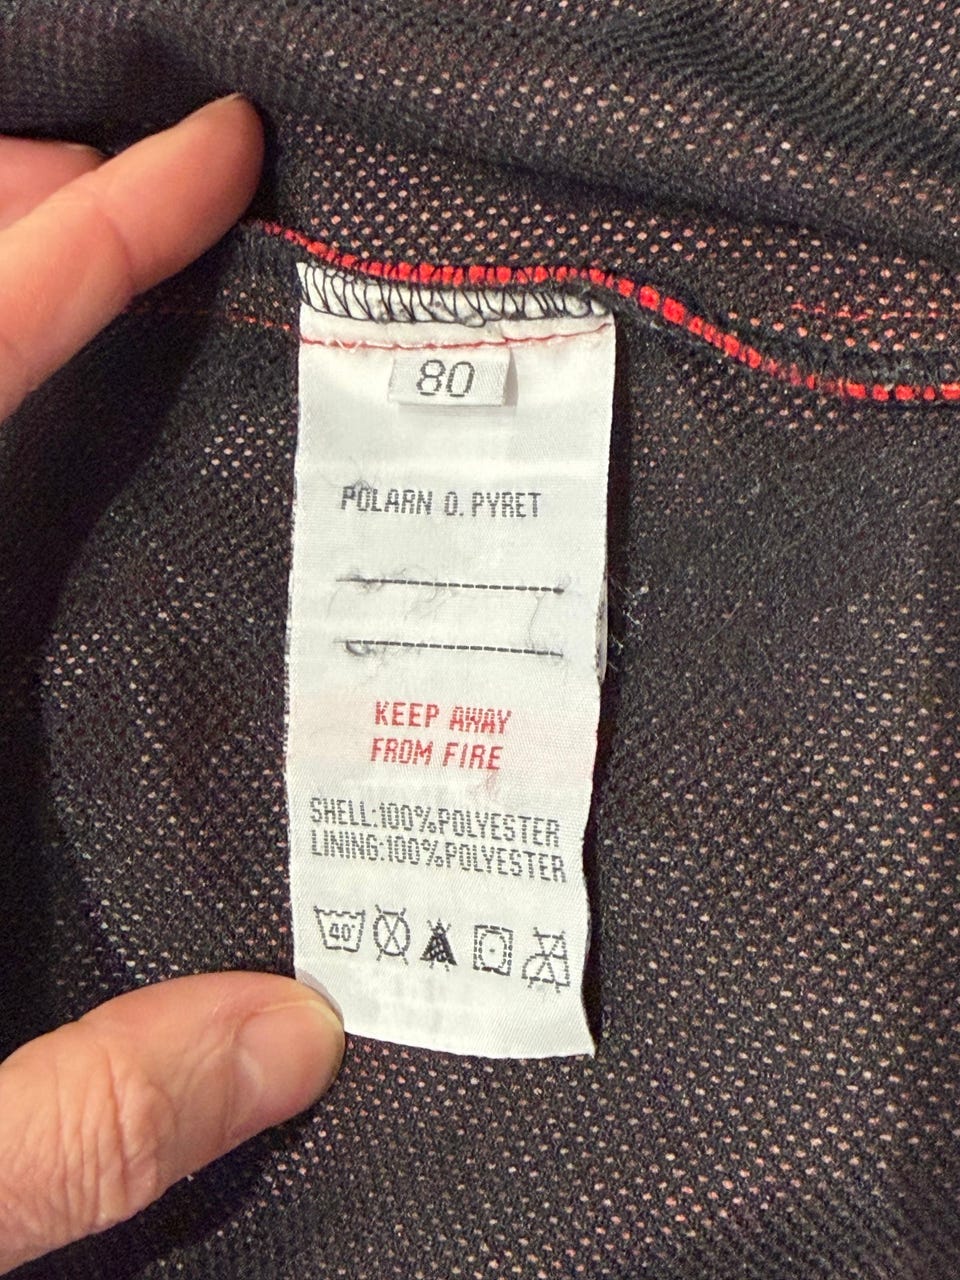 80
POLARN O. PYRET
KEEP AWAY
FROM FIRE
SHELL:100%POLYESTER
LINING:100%POLYESTER
40°